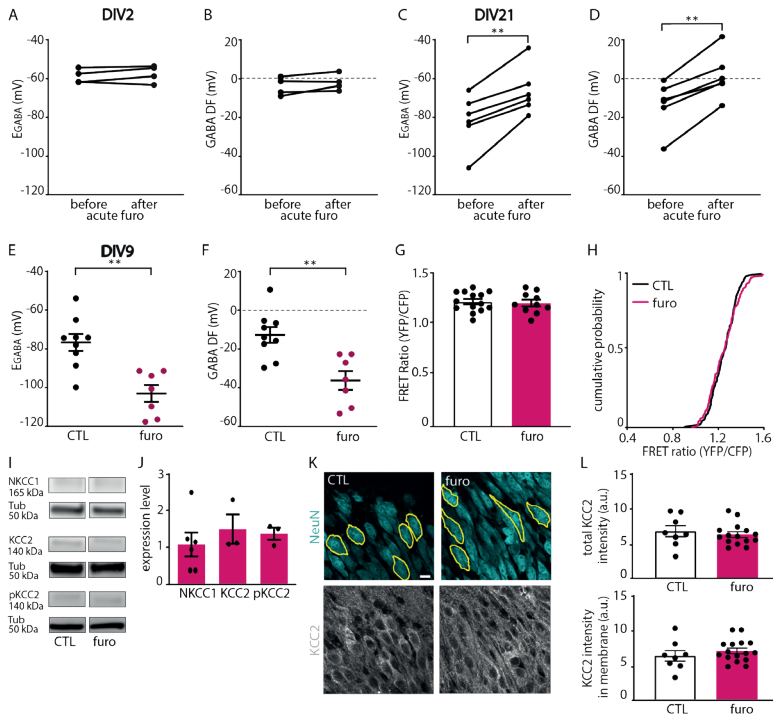 DIV2
DIV21
A
EGABA (mV)
-40
-60
-80
-100
-120
before after
acute furo
B
GABA DF (mV)
20
0
-20
-40
-60
before after
acute furo
C
**
EGABA (mV)
-40
-60
-80
-100
-120
before after
acute furo
D
**
GABA DF (mV)
20
0
-20
-40
-60
before after
acute furo
DIV9
E
**
EGABA (mV)
-40
-60
-80
-100
-120
CTL furo
F
**
GABA DF (mV)
20
0
-20
-40
-60
CTL furo
G
FRET Ratio (YFP/CFP)
1.5
1.0
0.5
0
CTL furo
H
CTL
furo
cumulative probability
1
0.5
0
0.4 0.8 1.2 1.6
FRET ratio (YFP/CFP)
I
NKCC1
165 kDa
Tub
50 kDa
KCC2
140 kDa
Tub
50 kDa
pKCC2
140 kDa
Tub
50 kDa
CTL furo
J
expression level
3
2
1
0
NKCC1 KCC2 pKCC2
K
CTL
furo
NeuN
KCC2
L
total KCC2
intensity (a.u.)
15
10
5
0
CTL furo
KCC2 intensity
in membrane (a.u.)
15
10
5
0
CTL furo